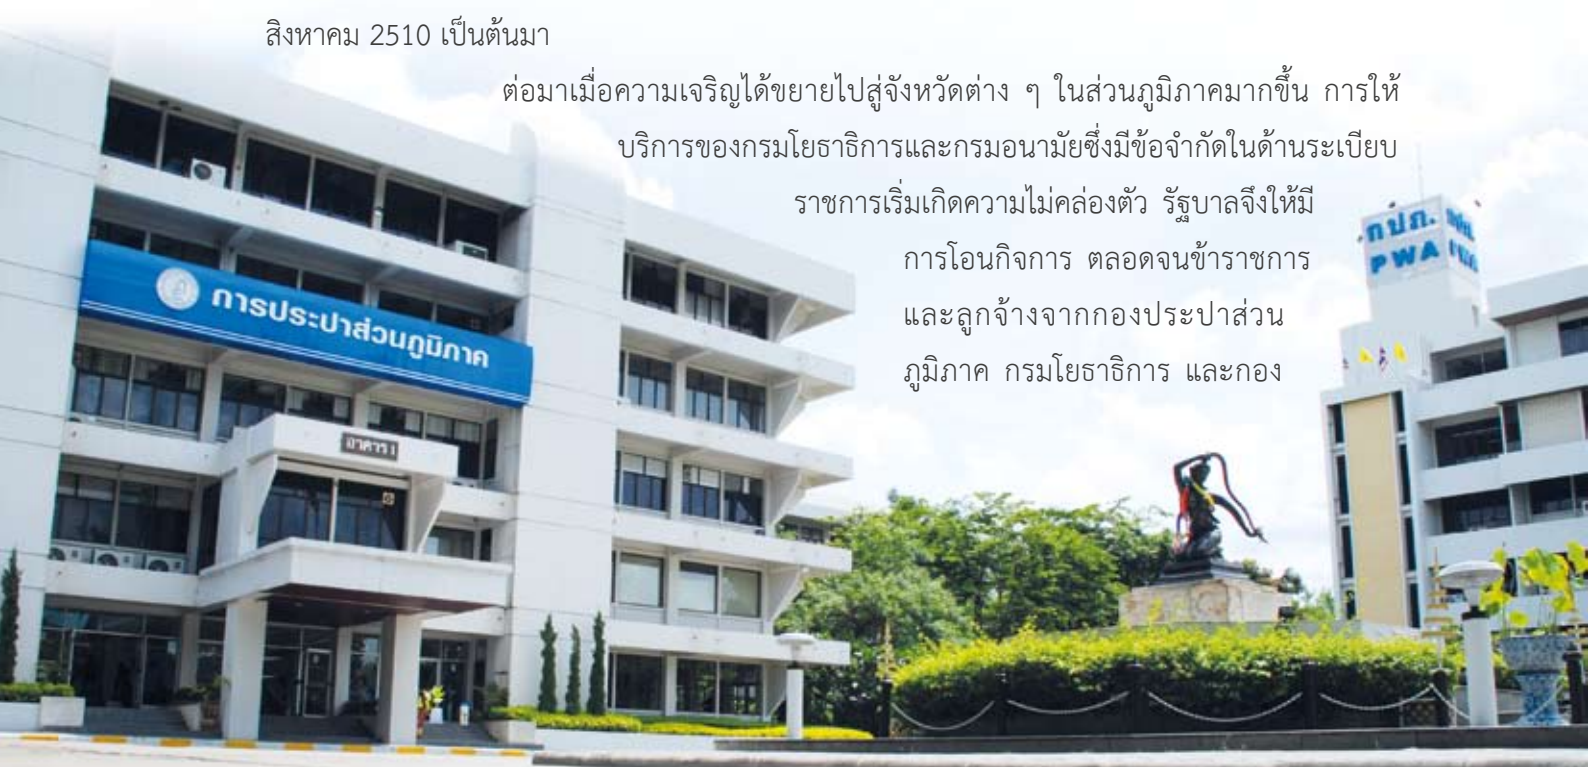 สิงหาคม 2510 เป็นต้นมา
ต่อมาเมื่อความเจริญได้ขยายไปสู่จังหวัดต่าง ๆ ในส่วนภูมิภาคมากขึ้น การให้
บริการของกรมโยธาธิการและกรมอนามัยซึ่งมีข้อจำกัดในด้านระเบียบ
ราชการเริ่มเกิดความไม่คล่องตัว รัฐบาลจึงให้มี
การโอนกิจการ ตลอดจนข้าราชการ
และลูกจ้างจากกองประปาส่วน
ภูมิภาค กรมโยธาธิการ และกอง
กปภ.
PWA
การประปาส่วนภูมิภาค
อาคาร 1